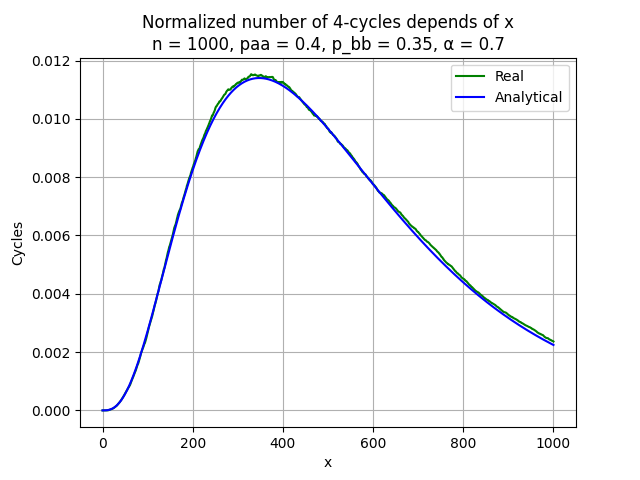 Normalized number of 4-cycles depends of x
n = 1000, paa = 0.4, p_bb = 0.35, α = 0.7
Real
Analytical
Cycles
0.012
0.010
0.008
0.006
0.004
0.002
0.000
0 200 400 600 800 1000
x